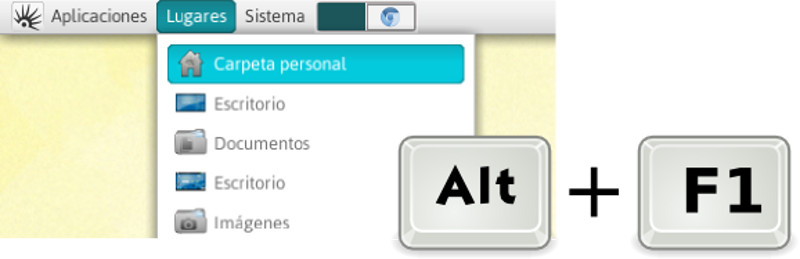 Aplicaciones Lugares Sistema
Carpeta personal
Escritorio
Documentos
Escritorio
Imágenes
Alt + F1